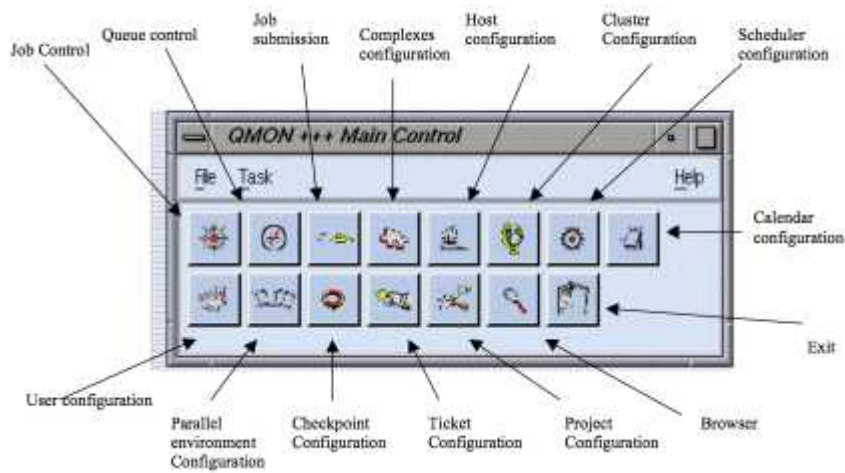 Job Control
Queue control
Job
submission
Complexes
configuration
Host
configuration
Cluster
Configuration
Scheduler
configuration
QMON +++ Main Control
File Task Help
Calendar
configuration
Exit
User configuration
Parallel
environment
Configuration
Checkpoint
Configuration
Ticket
Configuration
Project
Configuration
Browser